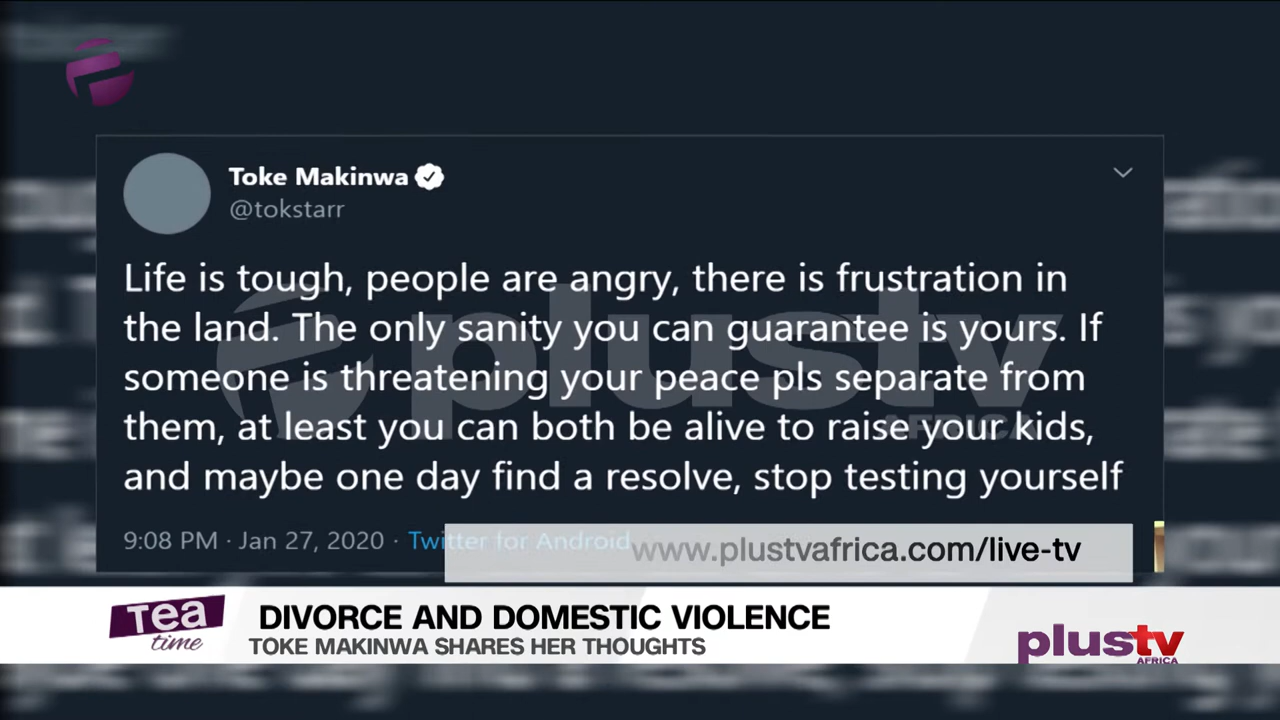 Toke Makinwa
@tokstarr
Life is tough, people are angry, there is frustration in
the land. The only sanity you can guarantee is yours. If
someone is threatening your peace pls separate from
them, at least you can both be alive to raise your kids,
and maybe one day find a resolve, stop testing yourself
plustv
AFRICA
9:08 PM · Jan 27, 2020 · Twitter for Android
www.plustvafrica.com/live-tv
Tea
time
DIVORCE AND DOMESTIC VIOLENCE
TOKE MAKINWA SHARES HER THOUGHTS
plustv
AFRICA